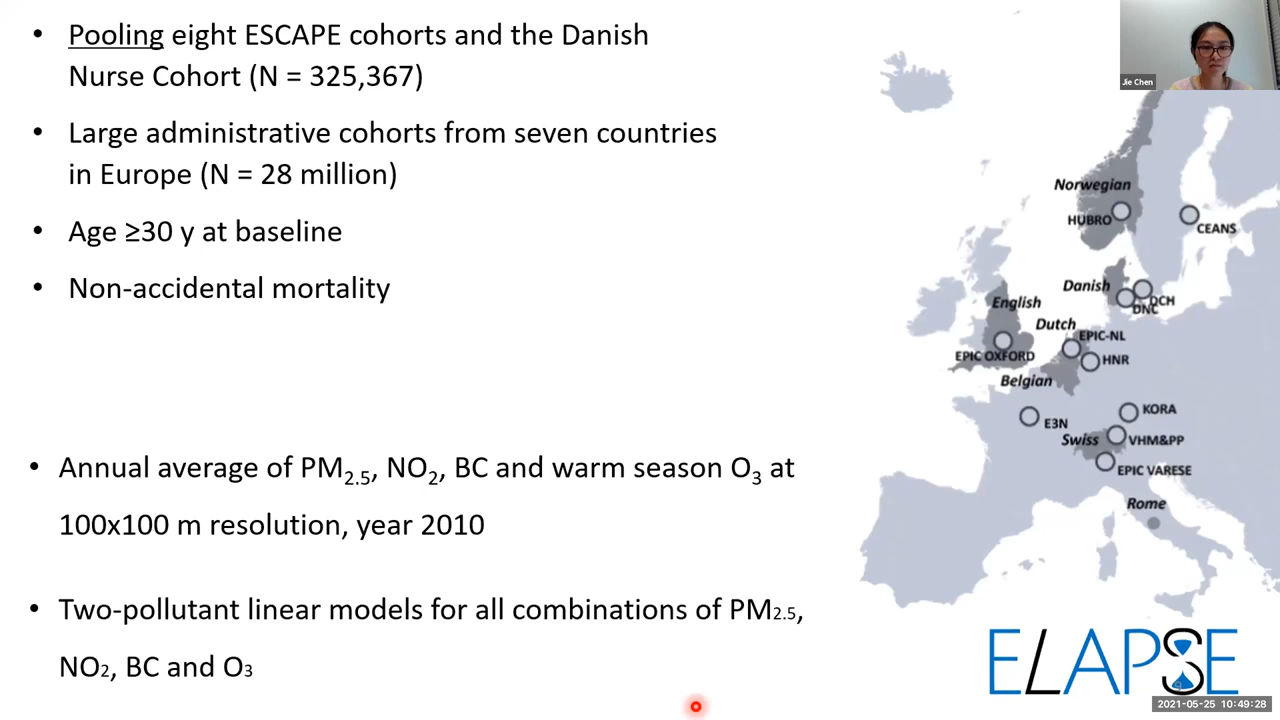 Pooling eight ESCAPE cohorts and the Danish
Nurse Cohort (N = 325,367)
Large administrative cohorts from seven countries
in Europe (N = 28 million)
Age ≥30 y at baseline
Non-accidental mortality
Annual average of PM2.5, NO2, BC and warm season O3 at
100x100 m resolution, year 2010
Two-pollutant linear models for all combinations of PM2.5,
NO2, BC and O3
Jie Chen
Norwegian
HUBRO
CEANS
Danish
DCH
DNC
English
Dutch
EPIC-NL
EPIC OXFORD
HNR
Belgian
KORA
E3N
Swiss
VHM&PP
EPIC VARESE
Rome
ELAPSE
2021-05-25 10:49:28